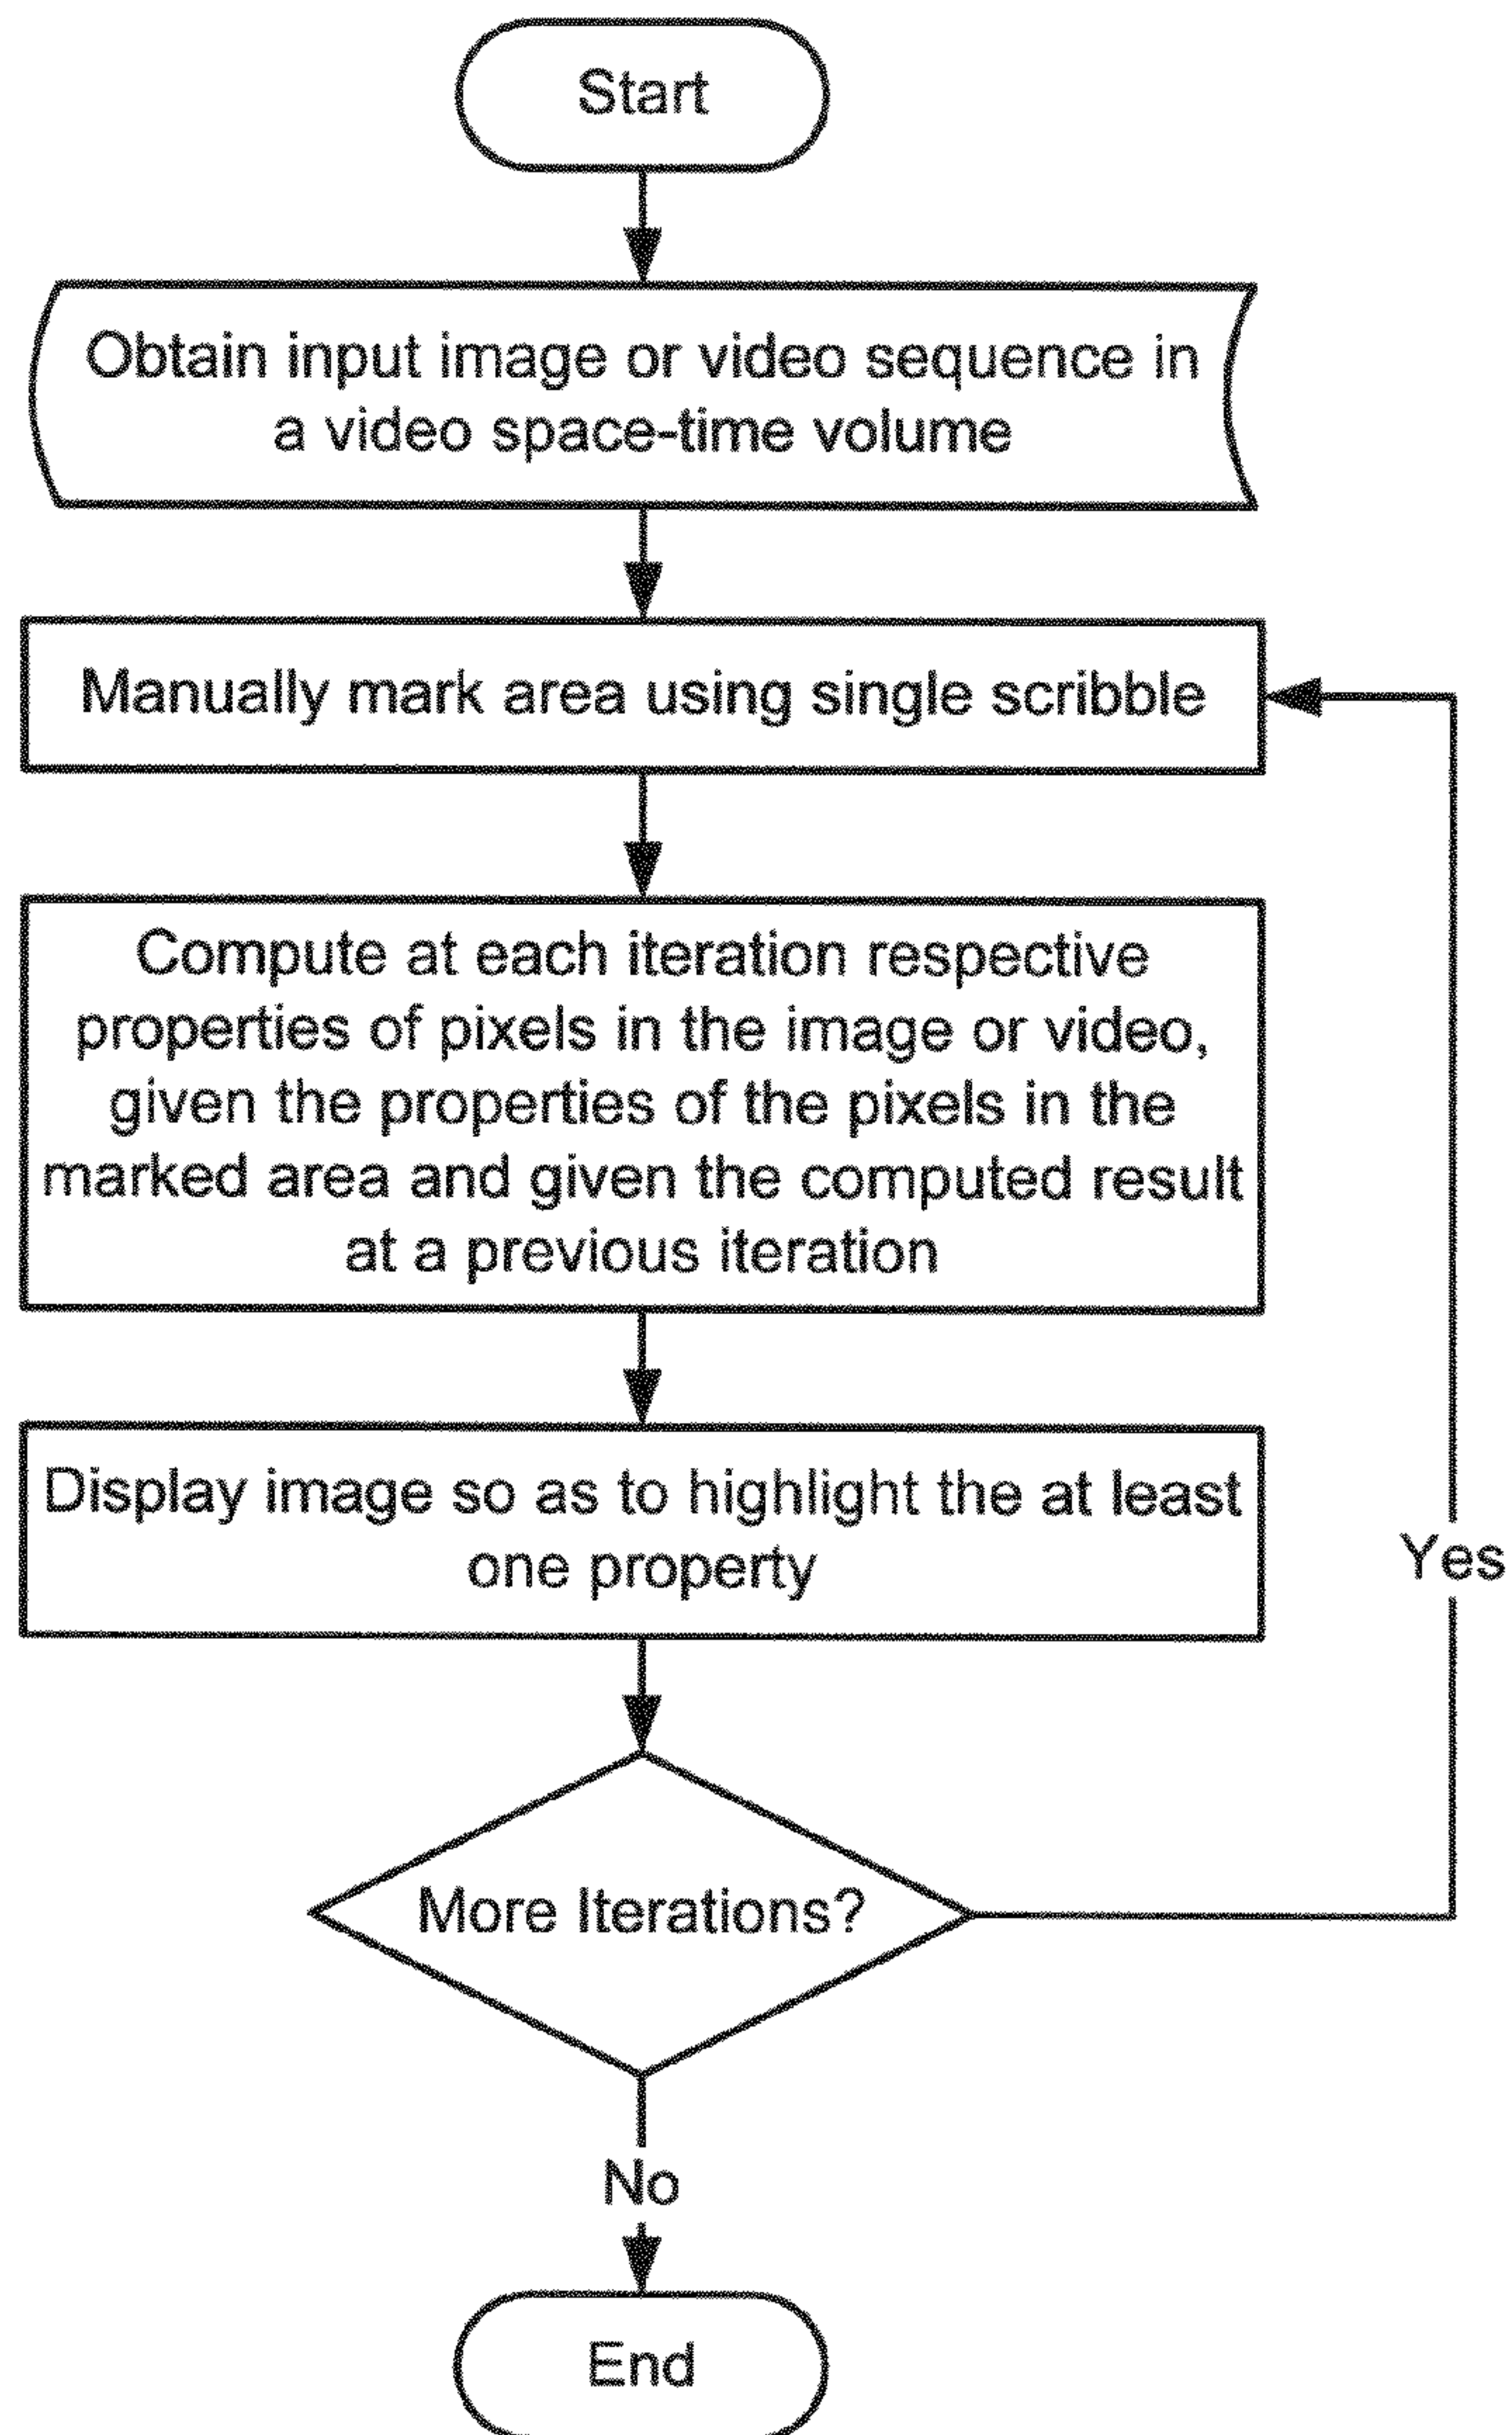 Start
Obtain input image or video sequence in
a video space-time volume
Manually mark area using single scribble
Compute at each iteration respective
properties of pixels in the image or video,
given the properties of the pixels in the
marked area and given the computed result
at a previous iteration
Display image so as to highlight the at least
one property
Yes
More Iterations?
No
End